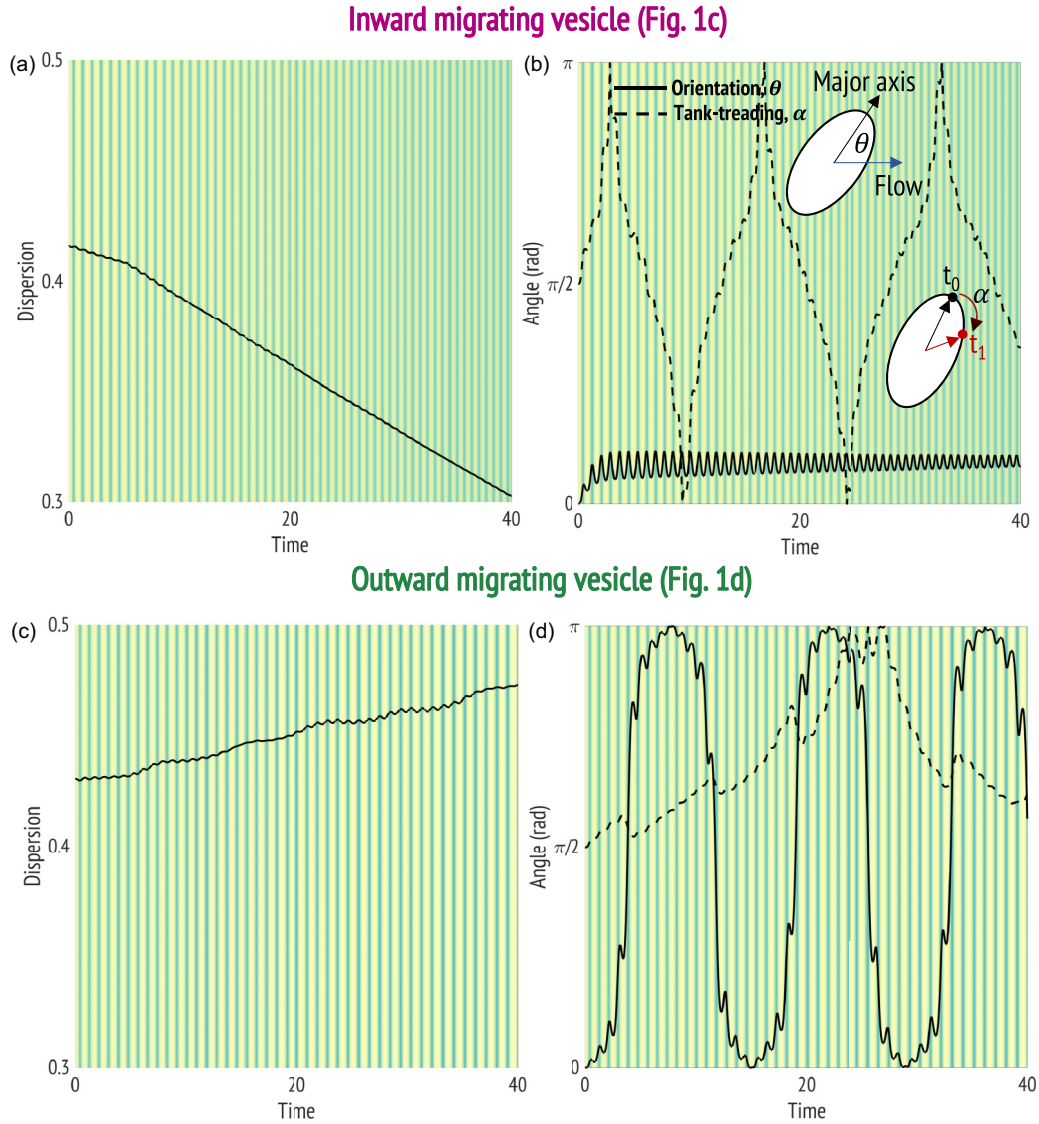 Inward migrating vesicle (Fig. 1c)
(a)
0.5
0.4
0.3
Dispersion
0
20
40
Time
(b)
π
π/2
0
Angle (rad)
Orientation, θ
Tank-treading, α
Major axis
θ
Flow
t0
α
t1
0
20
40
Time
Outward migrating vesicle (Fig. 1d)
(c)
0.5
0.4
0.3
Dispersion
0
20
40
Time
(d)
π
π/2
0
Angle (rad)
0
20
40
Time